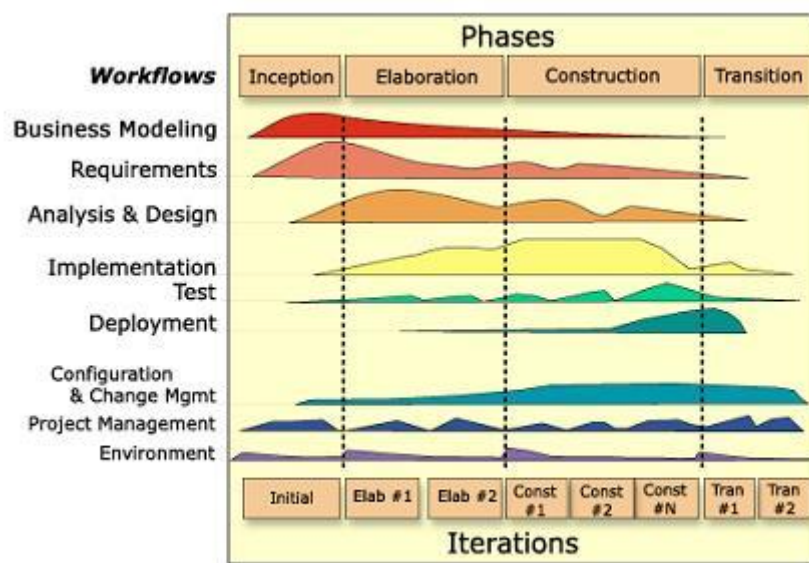 Phases
Workflows
Inception
Elaboration
Construction
Transition
Business Modeling
Requirements
Analysis & Design
Implementation
Test
Deployment
Configuration
& Change Mgmt
Project Management
Environment
Initial
Elab #1
Elab #2
Const
#1
Const
#2
Const
#N
Tran
#1
Tran
#2
Iterations